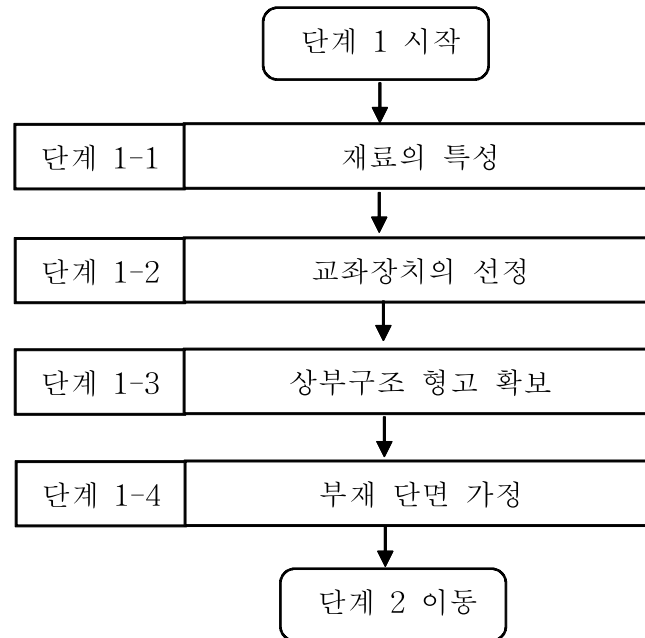 단계 1 시작
단계 1-1 재료의 특성
단계 1-2 교좌장치의 선정
단계 1-3 상부구조 형고 확보
단계 1-4 부재 단면 가정
단계 2 이동